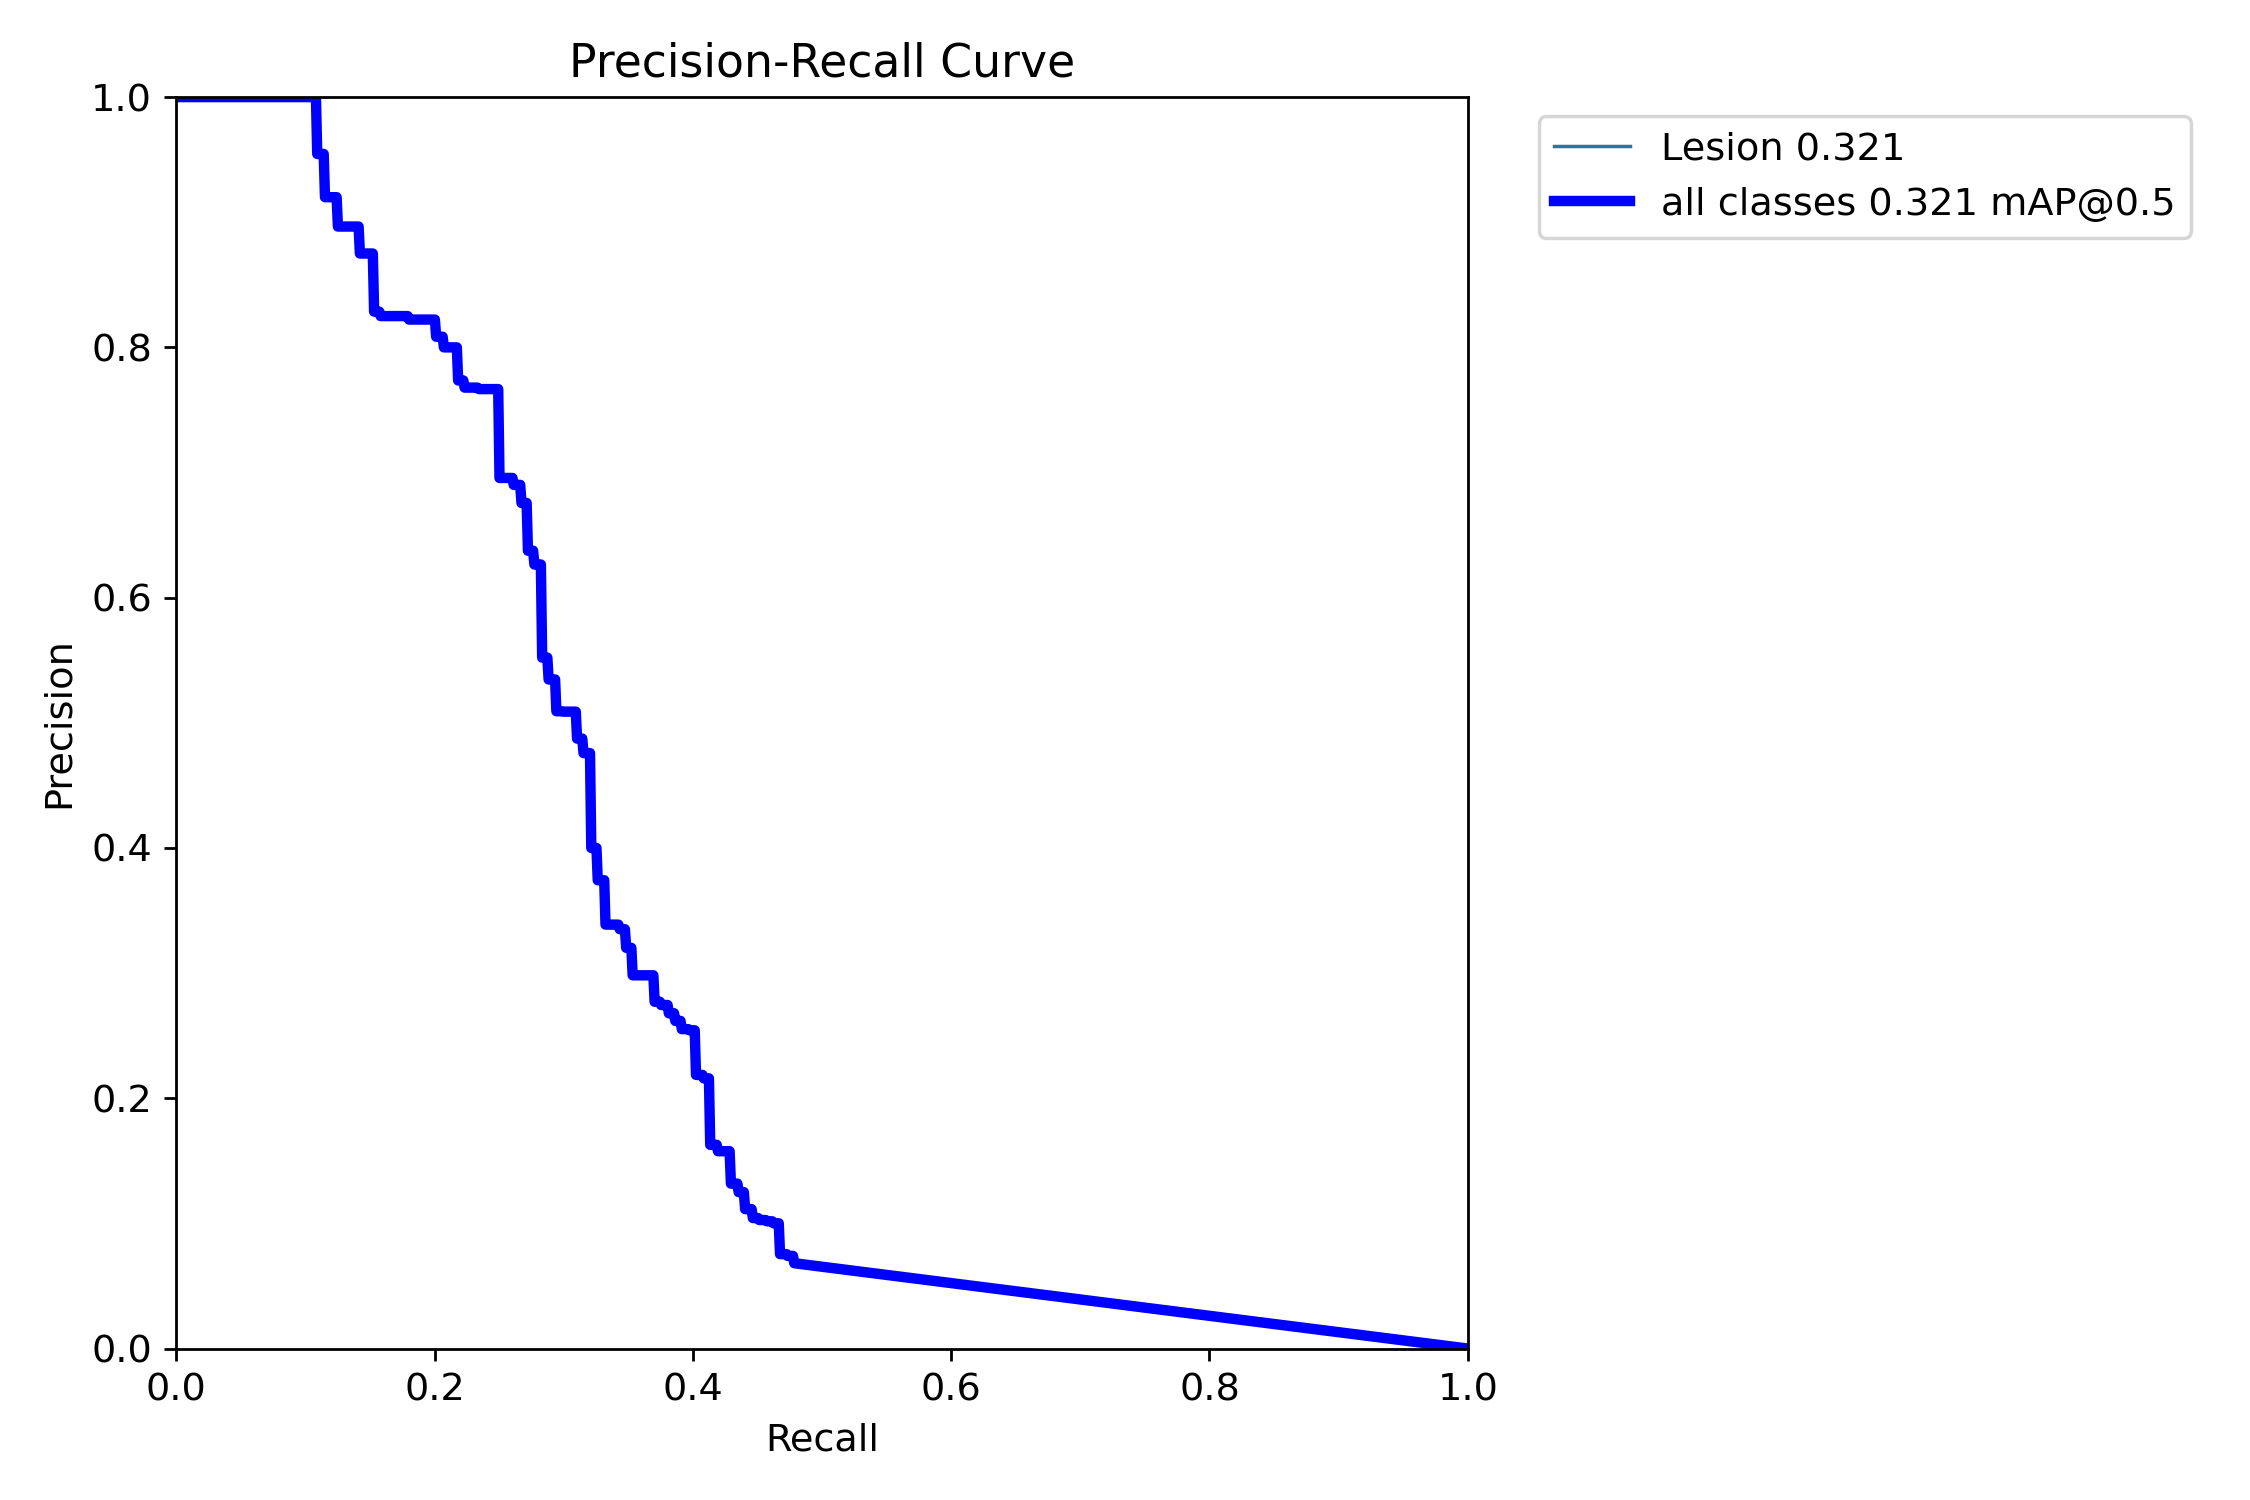 Precision-Recall Curve
Lesion 0.321
all classes 0.321 mAP@0.5
1.0
0.8
0.6
0.4
0.2
0.0
Precision
0.0 0.2 0.4 0.6 0.8 1.0
Recall